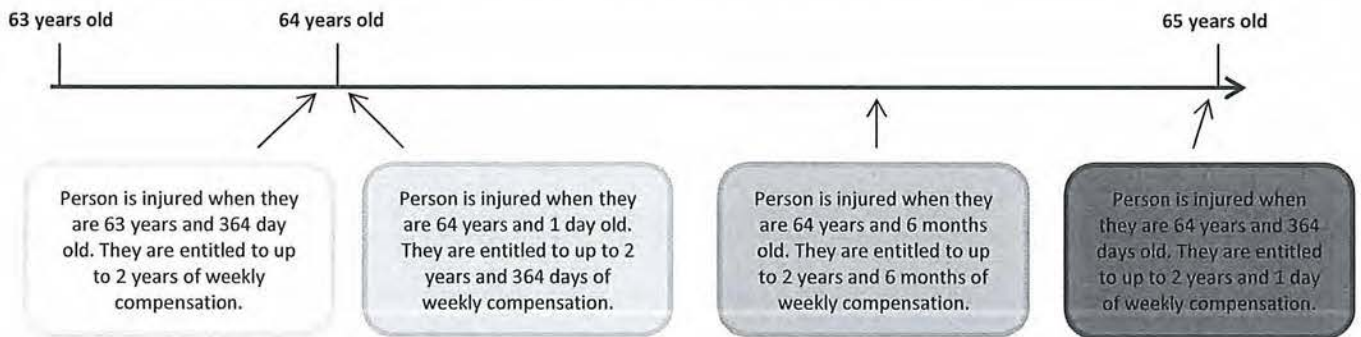 63 years old
64 years old
65 years old
Person is injured when they
are 63 years and 364 day
old. They are entitled to up
to 2 years of weekly
compensation.
Person is injured when they
are 64 years and 1 day old.
They are entitled to up to 2
years and 364 days of
weekly compensation.
Person is injured when they
are 64 years and 6 months
old. They are entitled to up
to 2 years and 6 months of
weekly compensation.
Person is injured when
they are 64 years and 364
days old. They are entitled
to up to 2 years and 1 day
of weekly compensation.